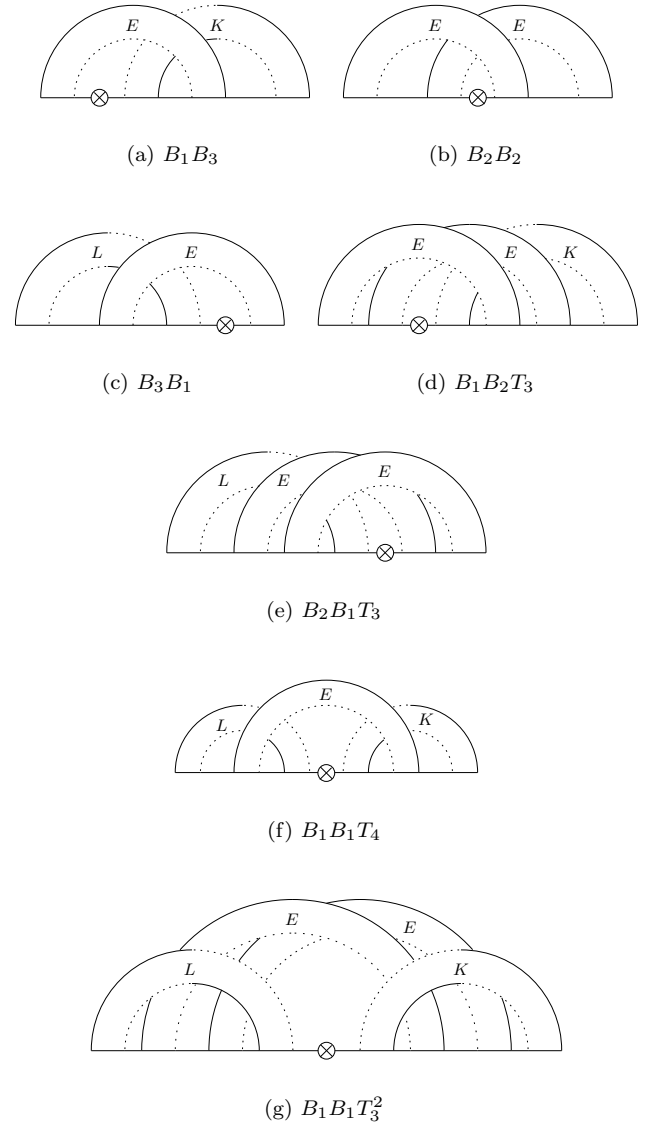 E K E E
(a) B₁B₃ (b) B₂B₂
L E E E K
(c) B₃B₁ (d) B₁B₂T₃
L E E
(e) B₂B₁T₃
L E K
(f) B₁B₁T₄
E E
L K
(g) B₁B₁T₃²